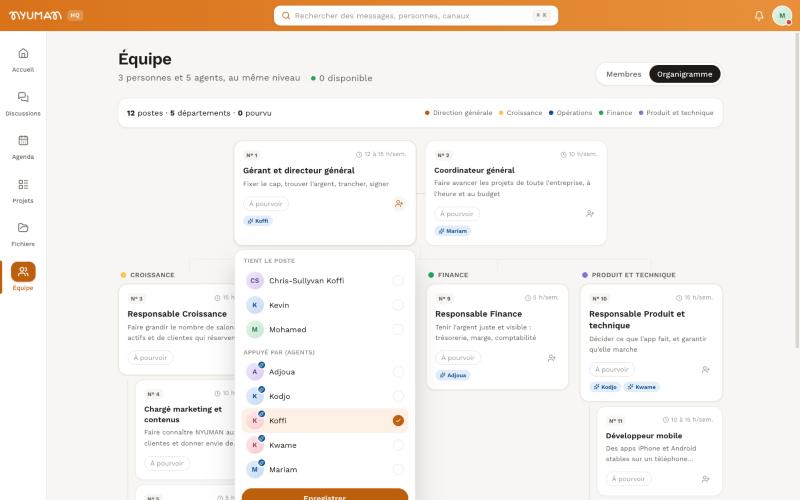 NYUMAN HQ
Rechercher des messages, personnes, canaux
⌘ K
M
Accueil
Discussions
Agenda
Projets
Fichiers
Équipe
Équipe
3 personnes et 5 agents, au même niveau
0 disponible
Membres
Organigramme
12 postes · 5 départements · 0 pourvu
Direction générale
Croissance
Opérations
Finance
Produit et technique
N° 1
12 à 15 h/sem.
Gérant et directeur général
Fixer le cap, trouver l'argent, trancher, signer
À pourvoir
Koffi
N° 2
10 h/sem.
Coordinateur général
Faire avancer les projets de toute l'entreprise, à
l'heure et au budget
À pourvoir
Mariam
TIENT LE POSTE
CS Chris-Sullyvan Koffi
K Kevin
M Mohamed
APPUYÉ PAR (AGENTS)
A Adjoua
K Kodjo
K Koffi
K Kwame
M Mariam
Enregistrer
CROISSANCE
N° 3
15 h
Responsable Croissance
Faire grandir le nombre de salon
actifs et de clientes qui réserven
À pourvoir
N° 4
10 h
Chargé marketing et
contenus
Faire connaître NYUMAN au
clientes et donner envie de
À pourvoir
N° 5
FINANCE
N° 9
5 h/sem.
Responsable Finance
Tenir l'argent juste et visible :
trésorerie, marge, comptabilité
À pourvoir
Adjoua
PRODUIT ET TECHNIQUE
N° 10
15 h/sem.
Responsable Produit et
technique
Décider ce que l'app fait, et garantir
qu'elle marche
À pourvoir
Kodjo
Kwame
N° 11
10 à 15 h/sem.
Développeur mobile
Des apps iPhone et Android
stables sur un téléphone...
À pourvoir